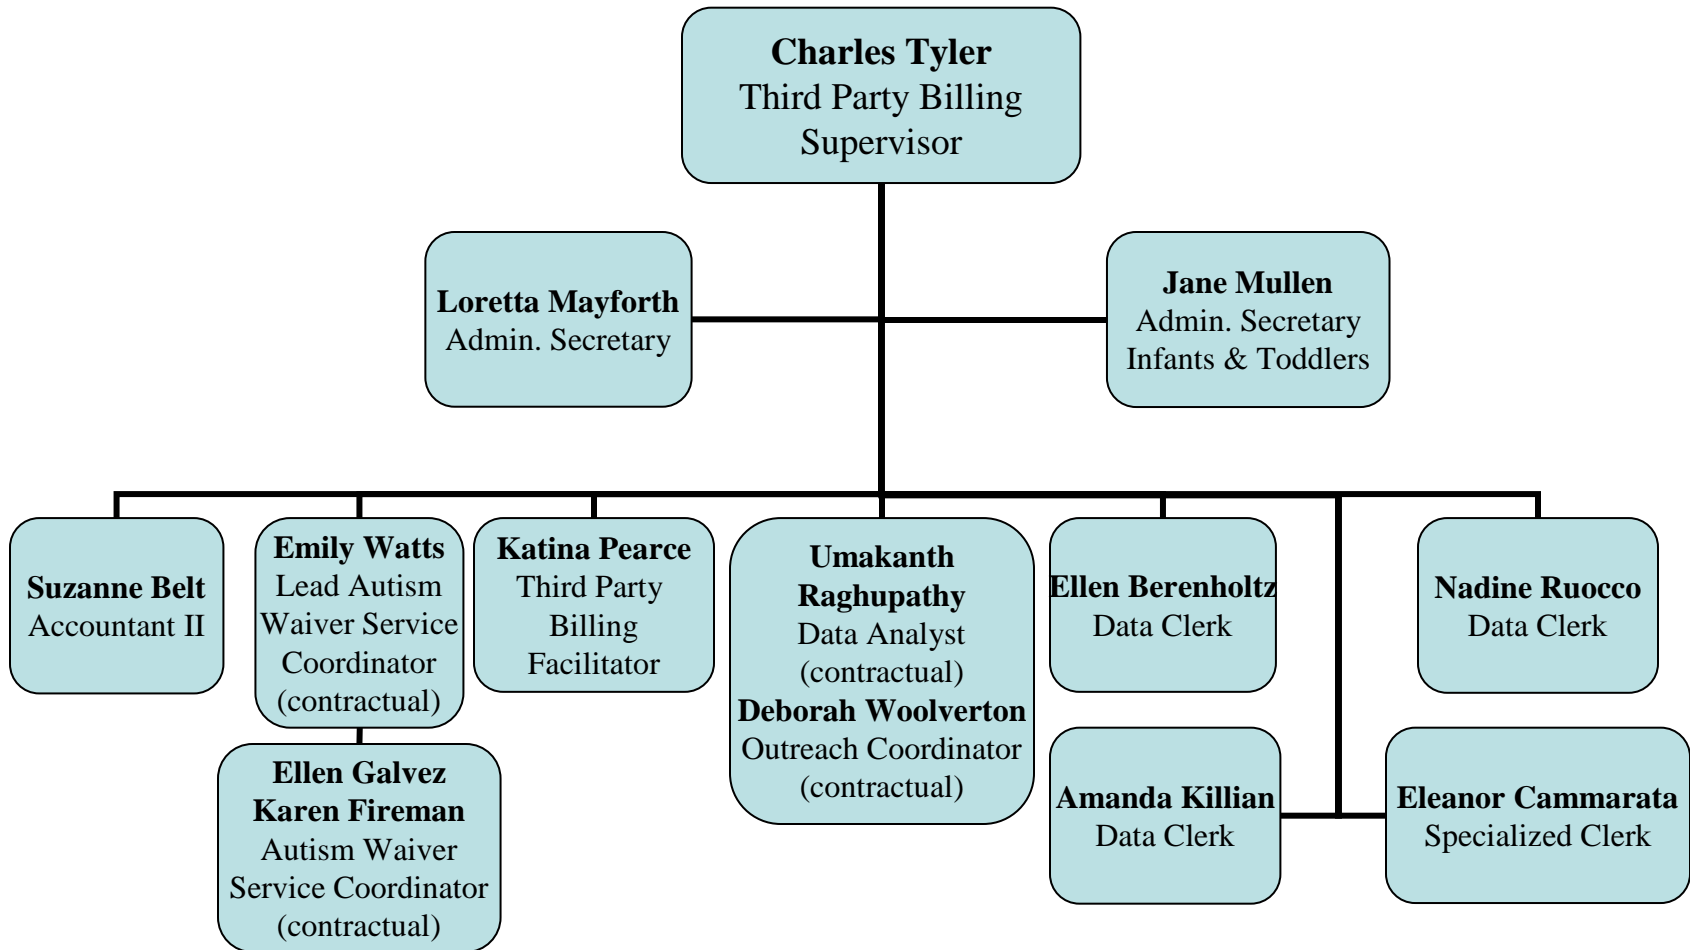 Charles Tyler
Third Party Billing
Supervisor
Loretta Mayforth
Admin. Secretary
Jane Mullen
Admin. Secretary
Infants & Toddlers
Suzanne Belt
Accountant II
Emily Watts
Lead Autism
Waiver Service
Coordinator
(contractual)
Katina Pearce
Third Party
Billing
Facilitator
Umakanth
Raghupathy
Data Analyst
(contractual)
Deborah Woolverton
Outreach Coordinator
(contractual)
Ellen Berenholtz
Data Clerk
Nadine Ruocco
Data Clerk
Ellen Galvez
Karen Fireman
Autism Waiver
Service Coordinator
(contractual)
Amanda Killian
Data Clerk
Eleanor Cammarata
Specialized Clerk